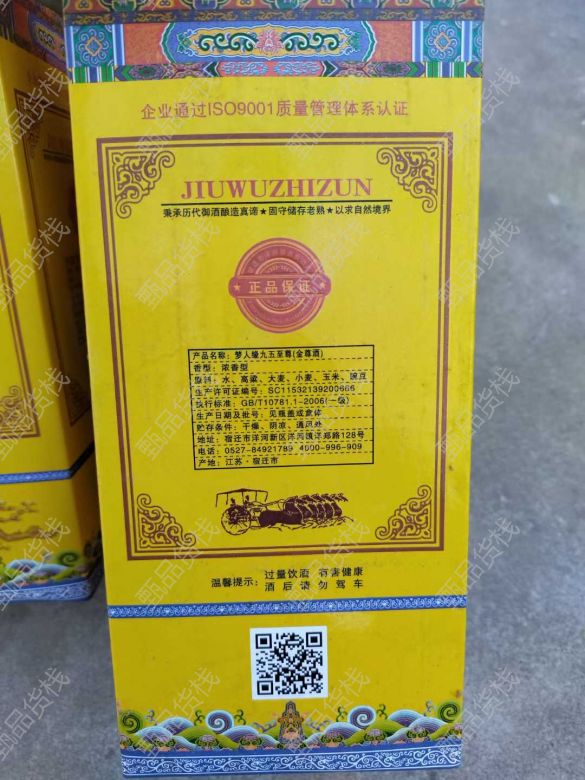 企业通过ISO9001质量管理体系认证
JIUWUZHIZUN
秉承历代御酒酿造真谛★固守储存老熟★以求自然境界
正品保证
产品名称：梦人缘九五至尊(金尊酒)
香型：浓香型
原料：水、高粱、大麦、小麦、玉米、豌豆
生产许可证编号：SC11532139200666
执行标准：GB/T10781.1-2006(一级)
生产日期及批号：见瓶盖或盒体
贮存条件：干燥、阴凉、通风处
地址：宿迁市洋河新区洋河镇洋郑路128号
电话：0527-84921789 4000-996-909
产地：江苏·宿迁市
温馨提示：
过量饮酒 有害健康
酒后请勿驾车
甄品货栈